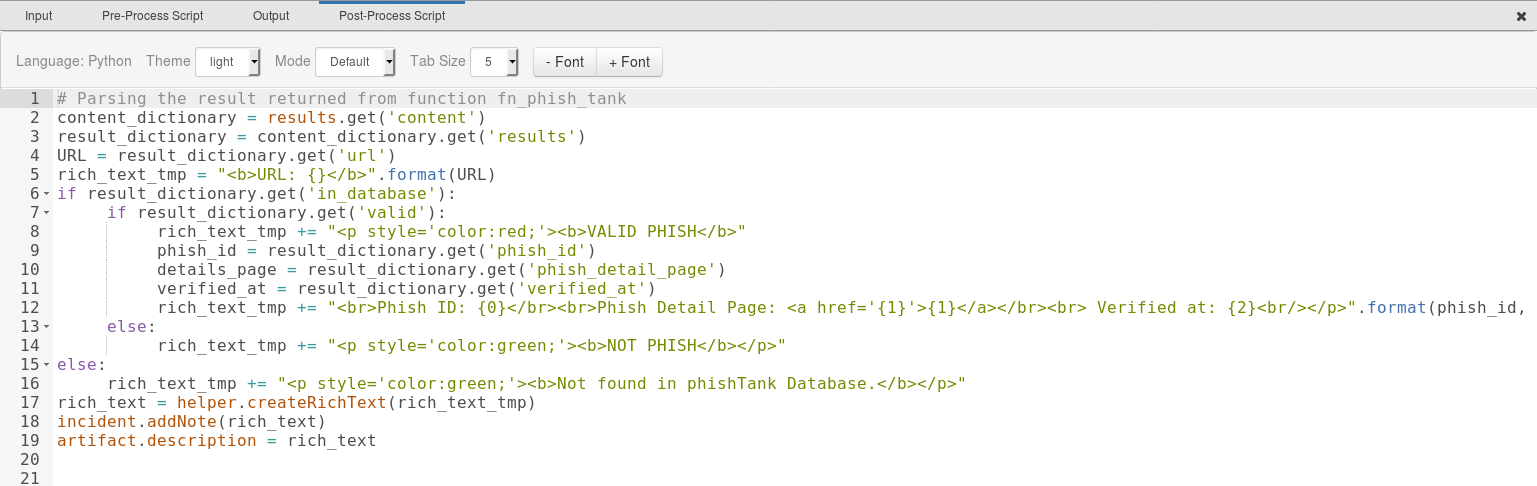 Input Pre-Process Script Output Post-Process Script ✖
Language: Python Theme light Mode Default Tab Size 5 - Font + Font
1 # Parsing the result returned from function fn_phish_tank
2 content_dictionary = results.get('content')
3 result_dictionary = content_dictionary.get('results')
4 URL = result_dictionary.get('url')
5 rich_text_tmp = "<b>URL: {}</b>".format(URL)
6 if result_dictionary.get('in_database'):
7      if result_dictionary.get('valid'):
8           rich_text_tmp += "<p style='color:red;'><b>VALID PHISH</b>"
9           phish_id = result_dictionary.get('phish_id')
10           details_page = result_dictionary.get('phish_detail_page')
11           verified_at = result_dictionary.get('verified_at')
12           rich_text_tmp += "<br>Phish ID: {0}</br><br>Phish Detail Page: <a href='{1}'>{1}</a></br><br> Verified at: {2}<br/></p>".format(phish_id,
13      else:
14           rich_text_tmp += "<p style='color:green;'><b>NOT PHISH</b></p>"
15 else:
16      rich_text_tmp += "<p style='color:green;'><b>Not found in phishTank Database.</b></p>"
17 rich_text = helper.createRichText(rich_text_tmp)
18 incident.addNote(rich_text)
19 artifact.description = rich_text
20
21